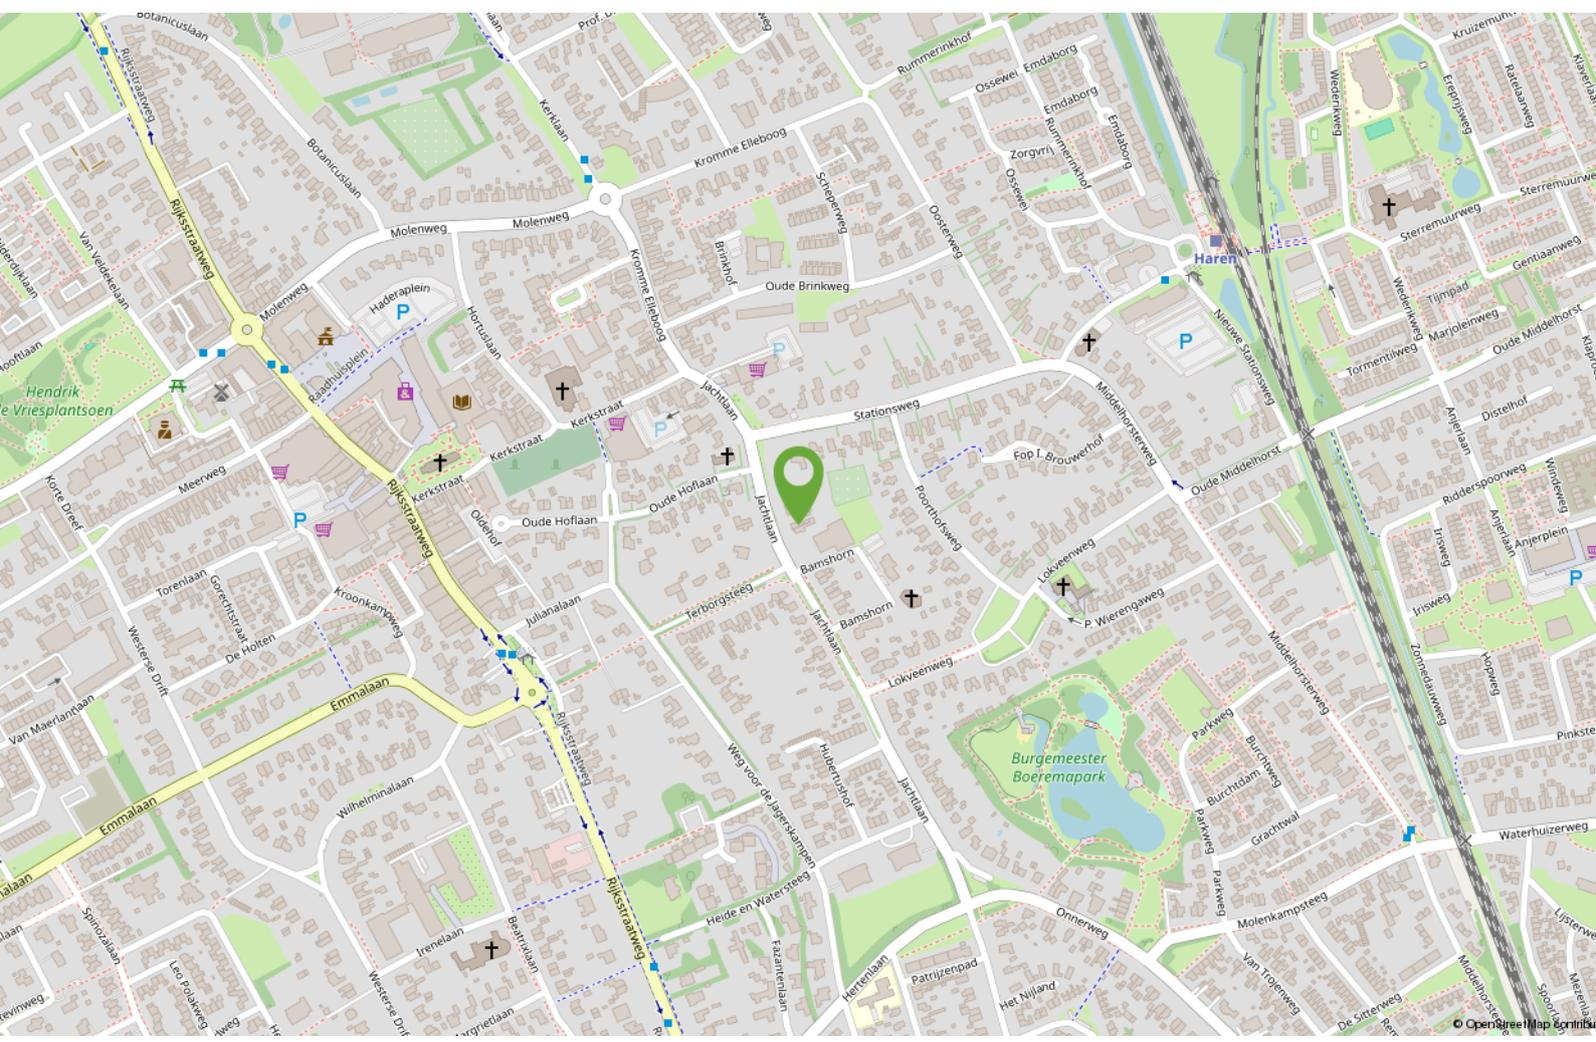 Botanicuslaan
Prof.
Rummerinkhof
Kruizemunt
Rijksstraatweg
Ossewei
Emdaborg
Wederikweg
Ereprijsweg
Ratelaarweg
Kerklaan
Emdaborg
Rummerinkhof
Emdaborg
Botanicuslaan
Kromme Elleboog
Ossewei
Scheperweg
Sterremuurweg
Molenweg
Molenweg
Oosterweg
Sterremuurweg
Rijksstraatweg
Van Veldekelaan
Brinkhof
Haren
Gentiaanweg
Kromme Elleboog
Haderaplein
P
Oude Brinkweg
Wederikweg
Tijmpad
Molenweg
Hortuslaan
Nieuwe Stationsweg
Marjoleinweg
Oude Middelhorst
P
P
Tormentilweg
Raadhuisplein
Hendrik
de Vriesplantsoen
Jachtlaan
Kerkstraat
Stationsweg
Middelhorsterweg
Distelhof
P
Anjerlaan
Kerkstraat
Fop I. Brouwerhof
Oude Middelhorst
Meerweg
Kerkstraat
Oude Hoflaan
Ridderspoorweg
Windeweg
Korte Dreef
Rijksstraatweg
Oldehof
Oude Hoflaan
Jachtlaan
Poorthofsweg
P
Irisweg
Anjerlaan
Anjerplein
Bamshorn
Lokveenweg
P
Torenlaan
Gorechtstraat
Kroonkampweg
Julianalaan
Terborgsteeg
Bamshorn
P. Wierengaweg
Irisweg
Westerse Drift
De Holten
Jachtlaan
Middelhorsterweg
Zonnedauwweg
Hopweg
Emmalaan
Lokveenweg
Van Maerlantlaan
Rijksstraatweg
Parkweg
Weg voor de Jagerskampen
Hubertushof
Burgemeester
Boeremapark
Burchtweg
Wilhelminalaan
Jachtlaan
Burchtdam
Emmalaan
Parkweg
Grachtwal
Waterhuizerweg
Rijksstraatweg
Heide en Watersteeg
Parkweg
Molenkampsteeg
Spinozalaan
Irenelaan
Beatrixlaan
Onnerweg
Fazantenlaan
Hertenlaan
Patrijzenpad
Leo Polakweg
Het Nijland
Van Trojenweg
De Sitterweg
© OpenStreetMap contribu